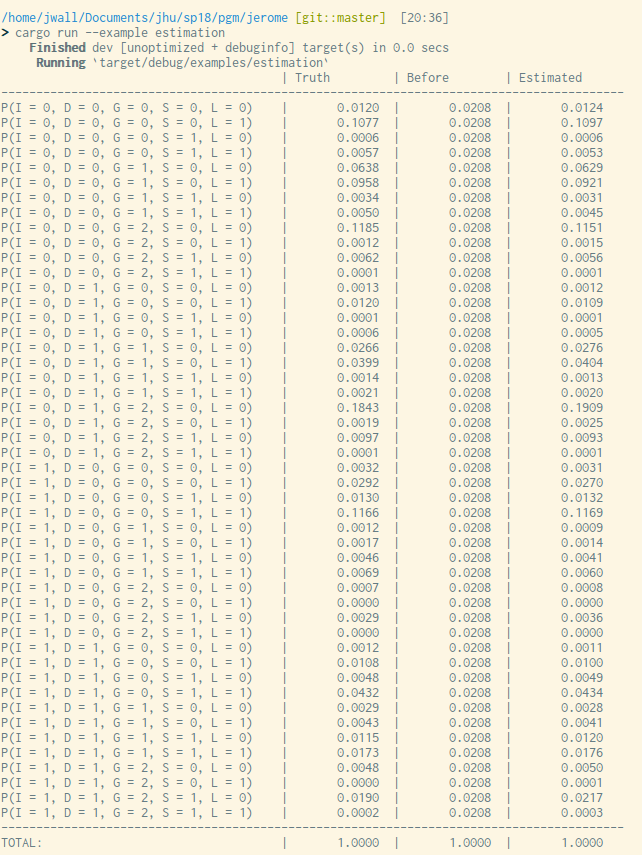 /home/jwall/Documents/jhu/sp18/pgm/jerome [git::master]  [20:36]
> cargo run --example estimation
    Finished dev [unoptimized + debuginfo] target(s) in 0.0 secs
     Running `target/debug/examples/estimation`
                                        | Truth         | Before        | Estimated
----------------------------------------------------------------------------------------
P(I = 0, D = 0, G = 0, S = 0, L = 0)    |       0.0120  |       0.0208  |       0.0124
P(I = 0, D = 0, G = 0, S = 0, L = 1)    |       0.1077  |       0.0208  |       0.1097
P(I = 0, D = 0, G = 0, S = 1, L = 0)    |       0.0006  |       0.0208  |       0.0006
P(I = 0, D = 0, G = 0, S = 1, L = 1)    |       0.0057  |       0.0208  |       0.0053
P(I = 0, D = 0, G = 1, S = 0, L = 0)    |       0.0638  |       0.0208  |       0.0629
P(I = 0, D = 0, G = 1, S = 0, L = 1)    |       0.0958  |       0.0208  |       0.0921
P(I = 0, D = 0, G = 1, S = 1, L = 0)    |       0.0034  |       0.0208  |       0.0031
P(I = 0, D = 0, G = 1, S = 1, L = 1)    |       0.0050  |       0.0208  |       0.0045
P(I = 0, D = 0, G = 2, S = 0, L = 0)    |       0.1185  |       0.0208  |       0.1151
P(I = 0, D = 0, G = 2, S = 0, L = 1)    |       0.0012  |       0.0208  |       0.0015
P(I = 0, D = 0, G = 2, S = 1, L = 0)    |       0.0062  |       0.0208  |       0.0056
P(I = 0, D = 0, G = 2, S = 1, L = 1)    |       0.0001  |       0.0208  |       0.0001
P(I = 0, D = 1, G = 0, S = 0, L = 0)    |       0.0013  |       0.0208  |       0.0012
P(I = 0, D = 1, G = 0, S = 0, L = 1)    |       0.0120  |       0.0208  |       0.0109
P(I = 0, D = 1, G = 0, S = 1, L = 0)    |       0.0001  |       0.0208  |       0.0001
P(I = 0, D = 1, G = 0, S = 1, L = 1)    |       0.0006  |       0.0208  |       0.0005
P(I = 0, D = 1, G = 1, S = 0, L = 0)    |       0.0266  |       0.0208  |       0.0276
P(I = 0, D = 1, G = 1, S = 0, L = 1)    |       0.0399  |       0.0208  |       0.0404
P(I = 0, D = 1, G = 1, S = 1, L = 0)    |       0.0014  |       0.0208  |       0.0013
P(I = 0, D = 1, G = 1, S = 1, L = 1)    |       0.0021  |       0.0208  |       0.0020
P(I = 0, D = 1, G = 2, S = 0, L = 0)    |       0.1843  |       0.0208  |       0.1909
P(I = 0, D = 1, G = 2, S = 0, L = 1)    |       0.0019  |       0.0208  |       0.0025
P(I = 0, D = 1, G = 2, S = 1, L = 0)    |       0.0097  |       0.0208  |       0.0093
P(I = 0, D = 1, G = 2, S = 1, L = 1)    |       0.0001  |       0.0208  |       0.0001
P(I = 1, D = 0, G = 0, S = 0, L = 0)    |       0.0032  |       0.0208  |       0.0031
P(I = 1, D = 0, G = 0, S = 0, L = 1)    |       0.0292  |       0.0208  |       0.0270
P(I = 1, D = 0, G = 0, S = 1, L = 0)    |       0.0130  |       0.0208  |       0.0132
P(I = 1, D = 0, G = 0, S = 1, L = 1)    |       0.1166  |       0.0208  |       0.1169
P(I = 1, D = 0, G = 1, S = 0, L = 0)    |       0.0012  |       0.0208  |       0.0009
P(I = 1, D = 0, G = 1, S = 0, L = 1)    |       0.0017  |       0.0208  |       0.0014
P(I = 1, D = 0, G = 1, S = 1, L = 0)    |       0.0046  |       0.0208  |       0.0041
P(I = 1, D = 0, G = 1, S = 1, L = 1)    |       0.0069  |       0.0208  |       0.0060
P(I = 1, D = 0, G = 2, S = 0, L = 0)    |       0.0007  |       0.0208  |       0.0008
P(I = 1, D = 0, G = 2, S = 0, L = 1)    |       0.0000  |       0.0208  |       0.0000
P(I = 1, D = 0, G = 2, S = 1, L = 0)    |       0.0029  |       0.0208  |       0.0036
P(I = 1, D = 0, G = 2, S = 1, L = 1)    |       0.0000  |       0.0208  |       0.0000
P(I = 1, D = 1, G = 0, S = 0, L = 0)    |       0.0012  |       0.0208  |       0.0011
P(I = 1, D = 1, G = 0, S = 0, L = 1)    |       0.0108  |       0.0208  |       0.0100
P(I = 1, D = 1, G = 0, S = 1, L = 0)    |       0.0048  |       0.0208  |       0.0049
P(I = 1, D = 1, G = 0, S = 1, L = 1)    |       0.0432  |       0.0208  |       0.0434
P(I = 1, D = 1, G = 1, S = 0, L = 0)    |       0.0029  |       0.0208  |       0.0028
P(I = 1, D = 1, G = 1, S = 0, L = 1)    |       0.0043  |       0.0208  |       0.0041
P(I = 1, D = 1, G = 1, S = 1, L = 0)    |       0.0115  |       0.0208  |       0.0120
P(I = 1, D = 1, G = 1, S = 1, L = 1)    |       0.0173  |       0.0208  |       0.0176
P(I = 1, D = 1, G = 2, S = 0, L = 0)    |       0.0048  |       0.0208  |       0.0050
P(I = 1, D = 1, G = 2, S = 0, L = 1)    |       0.0000  |       0.0208  |       0.0001
P(I = 1, D = 1, G = 2, S = 1, L = 0)    |       0.0190  |       0.0208  |       0.0217
P(I = 1, D = 1, G = 2, S = 1, L = 1)    |       0.0002  |       0.0208  |       0.0003
----------------------------------------------------------------------------------------
TOTAL:                                  |       1.0000  |       1.0000  |       1.0000